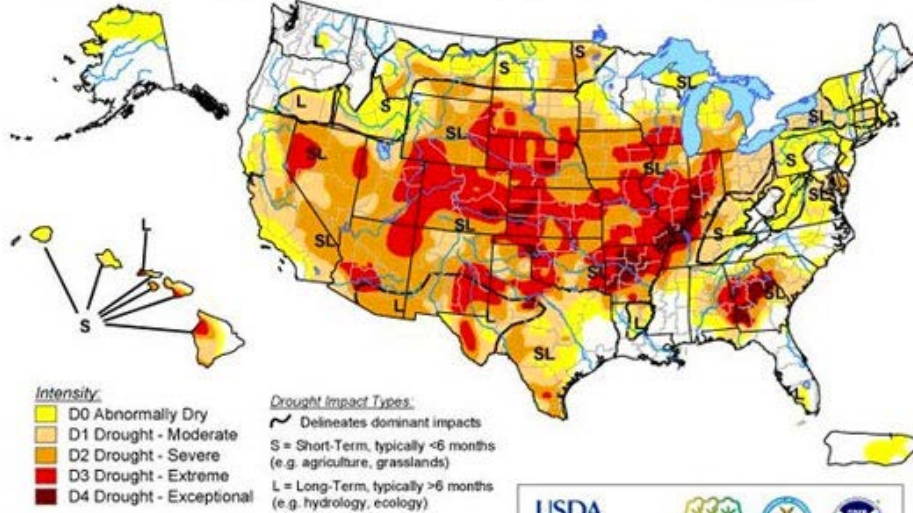 L
S
S
S
L
S
SL
SL
SL
SL
SL
S
SL
SL
SL
S
L
SL
L
SL
SL
L
L
S
L
Intensity:
D0 Abnormally Dry
D1 Drought - Moderate
D2 Drought - Severe
D3 Drought - Extreme
D4 Drought - Exceptional
Drought Impact Types:
Delineates dominant impacts
S = Short-Term, typically <6 months
(e.g. agriculture, grasslands)
L = Long-Term, typically >6 months
(e.g. hydrology, ecology)
USDA